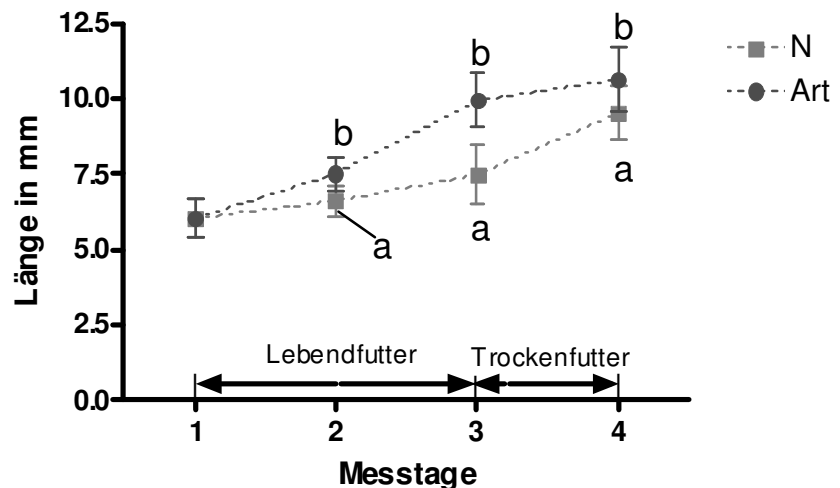 12.5
10.0
7.5
5.0
2.5
0.0
Länge in mm
b
b
b
a
a
a
N
Art
Lebendfutter
Trockenfutter
1 2 3 4
Messtage